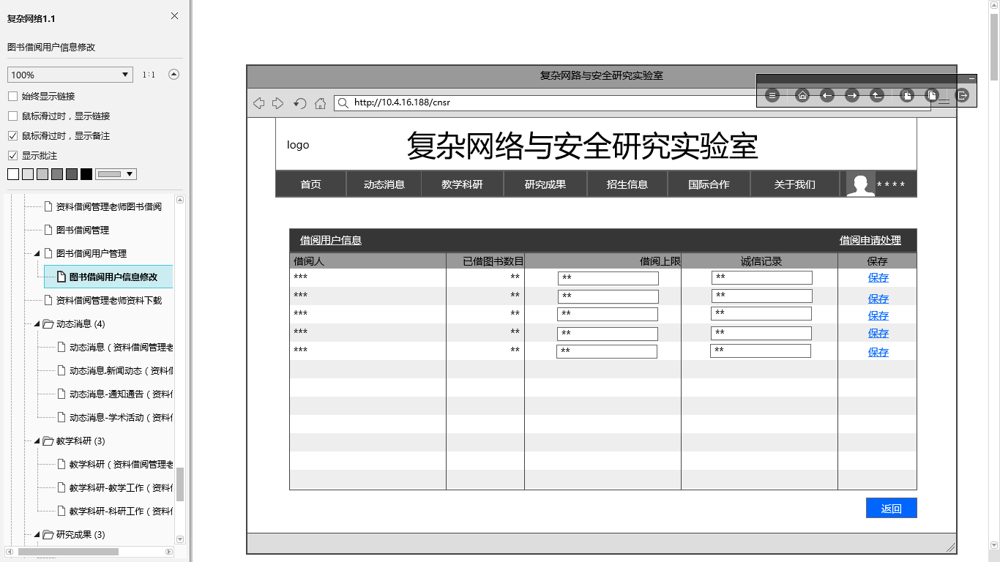 复杂网络1.1
图书借阅用户信息修改
100%
1:1
始终显示链接
鼠标滑过时，显示链接
鼠标滑过时，显示备注
显示批注
资料借阅管理老师图书借阅
图书借阅管理
图书借阅用户管理
图书借阅用户信息修改
资料借阅管理老师资料下载
动态消息 (4)
动态消息（资料借阅管理老
动态消息.新闻动态（资料借
动态消息-通知通告（资料借
动态消息-学术活动（资料借
教学科研 (3)
教学科研（资料借阅管理老
教学科研-教学工作（资料借
教学科研-科研工作（资料借
研究成果 (3)
复杂网路与安全研究实验室
http://10.4.16.188/cnsr
logo
复杂网络与安全研究实验室
首页 动态消息 教学科研 研究成果 招生信息 国际合作 关于我们 * * * *
借阅用户信息 借阅申请处理
借阅人 已借图书数目 借阅上限 诚信记录 保存
*** ** ** ** 保存
*** ** ** ** 保存
*** ** ** ** 保存
*** ** ** ** 保存
*** ** ** ** 保存
返回